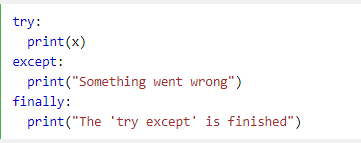 try:
  print(x)
except:
  print("Something went wrong")
finally:
  print("The 'try except' is finished")